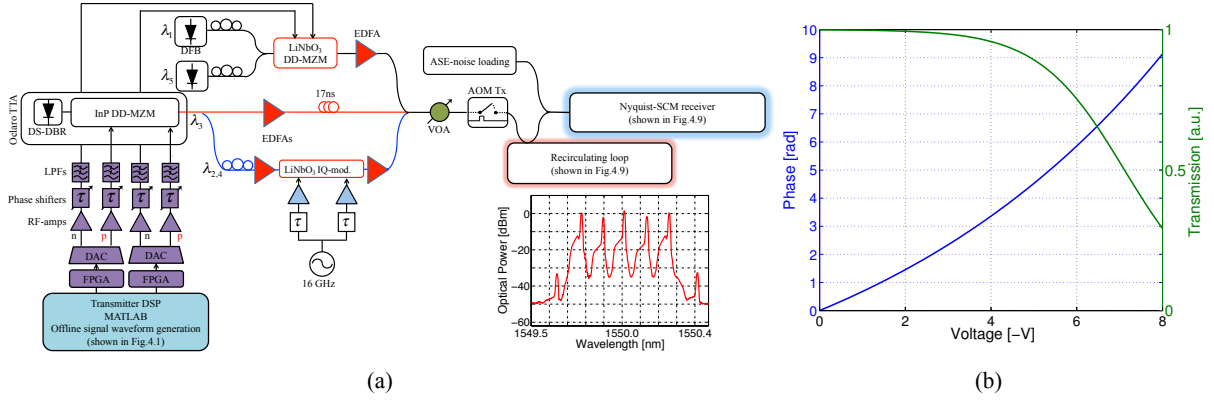 λ1
DFB
λ5
LiNbO3
DD-MZM
EDFA
Oclaro TTA
DS-DBR
InP DD-MZM
λ3
17ns
EDFAs
λ2,4
LiNbO3 IQ-mod.
τ
τ
16 GHz
VOA
ASE-noise loading
AOM Tx
Nyquist-SCM receiver
(shown in Fig.4.9)
Recirculating loop
(shown in Fig.4.9)
LPFs
Phase shifters
τ
τ
τ
τ
RF-amps
n
p
n
p
DAC
DAC
FPGA
FPGA
Transmitter DSP
MATLAB
Offline signal waveform generation
(shown in Fig.4.1)
Optical Power [dBm]
0
−20
−40
−60
1549.5
1550.0
1550.4
Wavelength [nm]
(a)
Phase [rad]
10
9
8
7
6
5
4
3
2
1
0
0
2
4
6
8
Voltage [-V]
1
0.5
0
Transmission [a.u.]
(b)